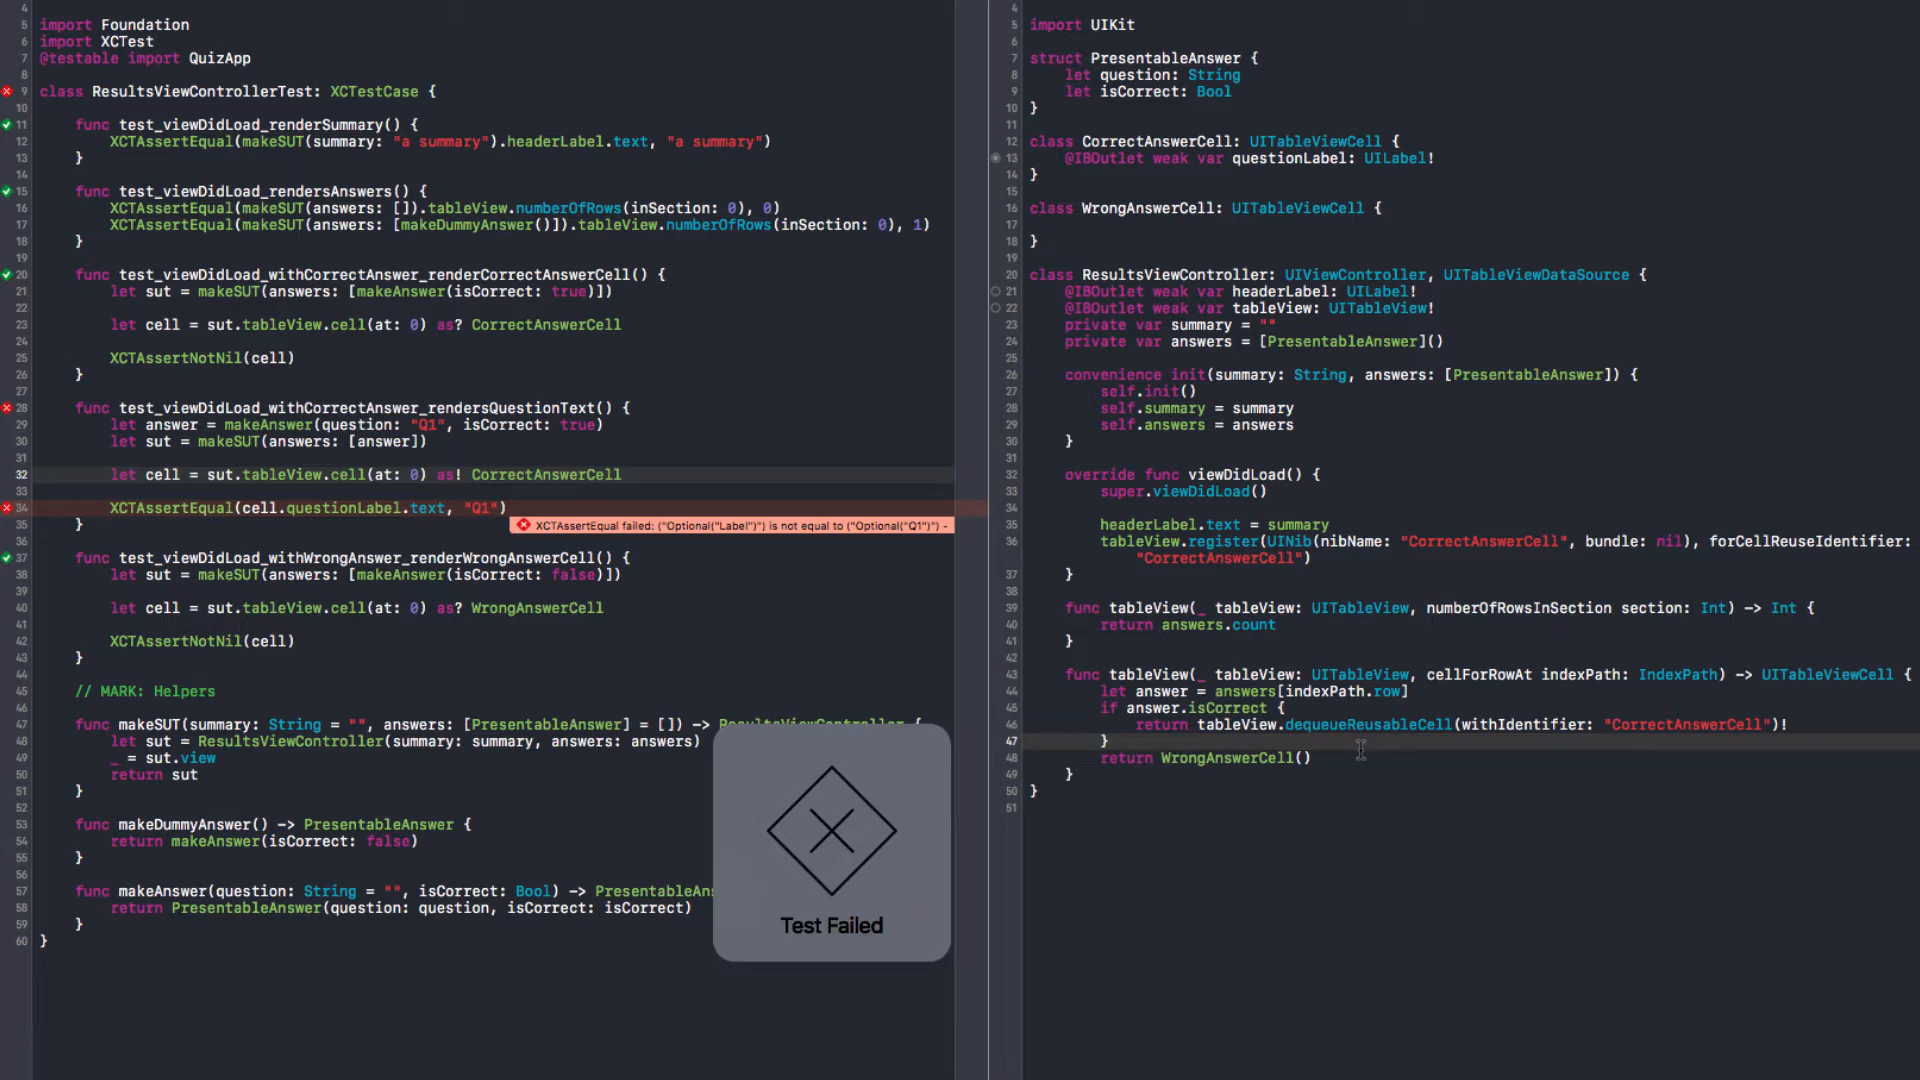 4
5 import Foundation
6 import XCTest
7 @testable import QuizApp
8
9 class ResultsViewControllerTest: XCTestCase {
10
11 func test_viewDidLoad_renderSummary() {
12 XCTAssertEqual(makeSUT(summary: "a summary").headerLabel.text, "a summary")
13 }
14
15 func test_viewDidLoad_rendersAnswers() {
16 XCTAssertEqual(makeSUT(answers: []).tableView.numberOfRows(inSection: 0), 0)
17 XCTAssertEqual(makeSUT(answers: [makeDummyAnswer()]).tableView.numberOfRows(inSection: 0), 1)
18 }
19
20 func test_viewDidLoad_withCorrectAnswer_renderCorrectAnswerCell() {
21 let sut = makeSUT(answers: [makeAnswer(isCorrect: true)])
22
23 let cell = sut.tableView.cell(at: 0) as? CorrectAnswerCell
24
25 XCTAssertNotNil(cell)
26 }
27
28 func test_viewDidLoad_withCorrectAnswer_rendersQuestionText() {
29 let answer = makeAnswer(question: "Q1", isCorrect: true)
30 let sut = makeSUT(answers: [answer])
31
32 let cell = sut.tableView.cell(at: 0) as! CorrectAnswerCell
33
34 XCTAssertEqual(cell.questionLabel.text, "Q1")
35 }
XCTAssertEqual failed: ("Optional("Label")") is not equal to ("Optional("Q1")") -
36
37 func test_viewDidLoad_withWrongAnswer_renderWrongAnswerCell() {
38 let sut = makeSUT(answers: [makeAnswer(isCorrect: false)])
39
40 let cell = sut.tableView.cell(at: 0) as? WrongAnswerCell
41
42 XCTAssertNotNil(cell)
43 }
44
45 // MARK: Helpers
46
47 func makeSUT(summary: String = "", answers: [PresentableAnswer] = []) -> ResultsViewController {
48 let sut = ResultsViewController(summary: summary, answers: answers)
49 _ = sut.view
50 return sut
51 }
52
53 func makeDummyAnswer() -> PresentableAnswer {
54 return makeAnswer(isCorrect: false)
55 }
56
57 func makeAnswer(question: String = "", isCorrect: Bool) -> PresentableAns
58 return PresentableAnswer(question: question, isCorrect: isCorrect)
59 }
60 }
Test Failed
4
5 import UIKit
6
7 struct PresentableAnswer {
8 let question: String
9 let isCorrect: Bool
10 }
11
12 class CorrectAnswerCell: UITableViewCell {
13 @IBOutlet weak var questionLabel: UILabel!
14 }
15
16 class WrongAnswerCell: UITableViewCell {
17
18 }
19
20 class ResultsViewController: UIViewController, UITableViewDataSource {
21 @IBOutlet weak var headerLabel: UILabel!
22 @IBOutlet weak var tableView: UITableView!
23 private var summary = ""
24 private var answers = [PresentableAnswer]()
25
26 convenience init(summary: String, answers: [PresentableAnswer]) {
27 self.init()
28 self.summary = summary
29 self.answers = answers
30 }
31
32 override func viewDidLoad() {
33 super.viewDidLoad()
34
35 headerLabel.text = summary
36 tableView.register(UINib(nibName: "CorrectAnswerCell", bundle: nil), forCellReuseIdentifier:
"CorrectAnswerCell")
37 }
38
39 func tableView(_ tableView: UITableView, numberOfRowsInSection section: Int) -> Int {
40 return answers.count
41 }
42
43 func tableView(_ tableView: UITableView, cellForRowAt indexPath: IndexPath) -> UITableViewCell {
44 let answer = answers[indexPath.row]
45 if answer.isCorrect {
46 return tableView.dequeueReusableCell(withIdentifier: "CorrectAnswerCell")!
47 }
48 return WrongAnswerCell()
49 }
50 }
51